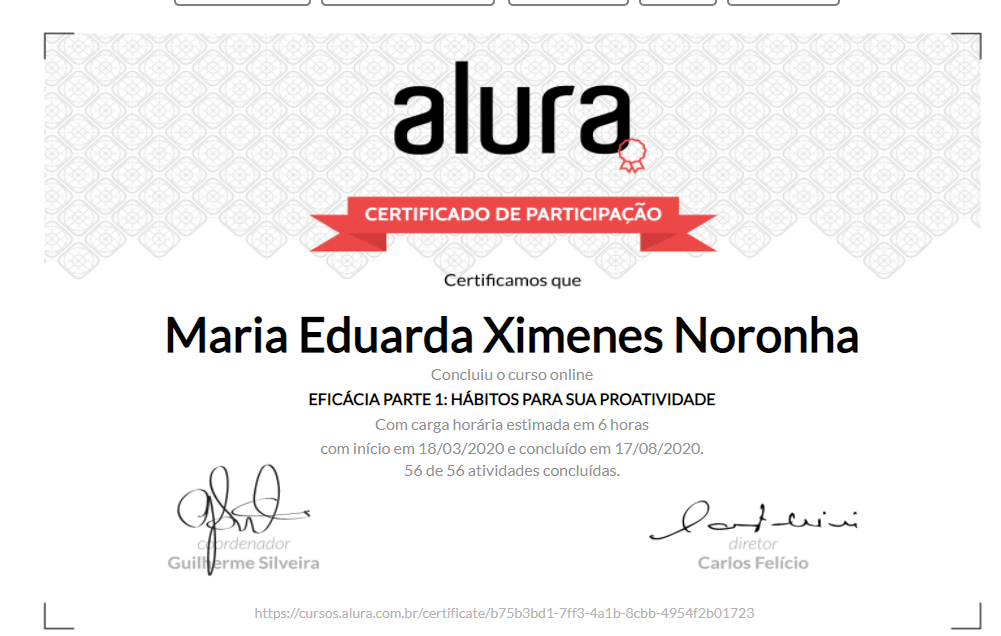 alura
CERTIFICADO DE PARTICIPAÇÃO
Certificamos que
Maria Eduarda Ximenes Noronha
Concluiu o curso online
EFICÁCIA PARTE 1: HÁBITOS PARA SUA PROATIVIDADE
Com carga horária estimada em 6 horas
com início em 18/03/2020 e concluído em 17/08/2020.
56 de 56 atividades concluídas.
coordenador
Guilherme Silveira
diretor
Carlos Felício
https://cursos.alura.com.br/certificate/b75b3bd1-7ff3-4a1b-8cbb-4954f2b01723